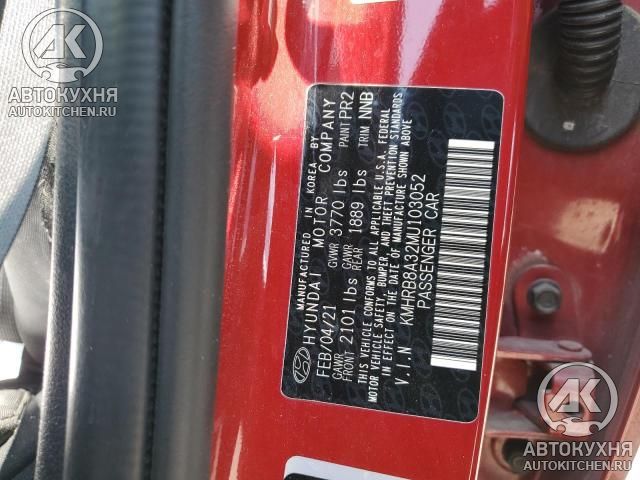 АК
АВТОКУХНЯ
AUTOKITCHEN.RU
MANUFACTURED IN KOREA BY
HYUNDAI MOTOR COMPANY
FEB/04/21 GVWR 3770 lbs PAINT PR2
GAWR FRONT 2101 lbs GAWR REAR 1889 lbs TRIM NNB
THIS VEHICLE CONFORMS TO ALL APPLICABLE U.S.A. FEDERAL
MOTOR VEHICLE SAFETY, BUMPER, AND THEFT PREVENTION STANDARDS
IN EFFECT ON THE DATE OF MANUFACTURE SHOWN ABOVE
V.I.N KMHRB8A32MU103052
PASSENGER CAR
АК
АВТОКУХНЯ
AUTOKITCHEN.RU